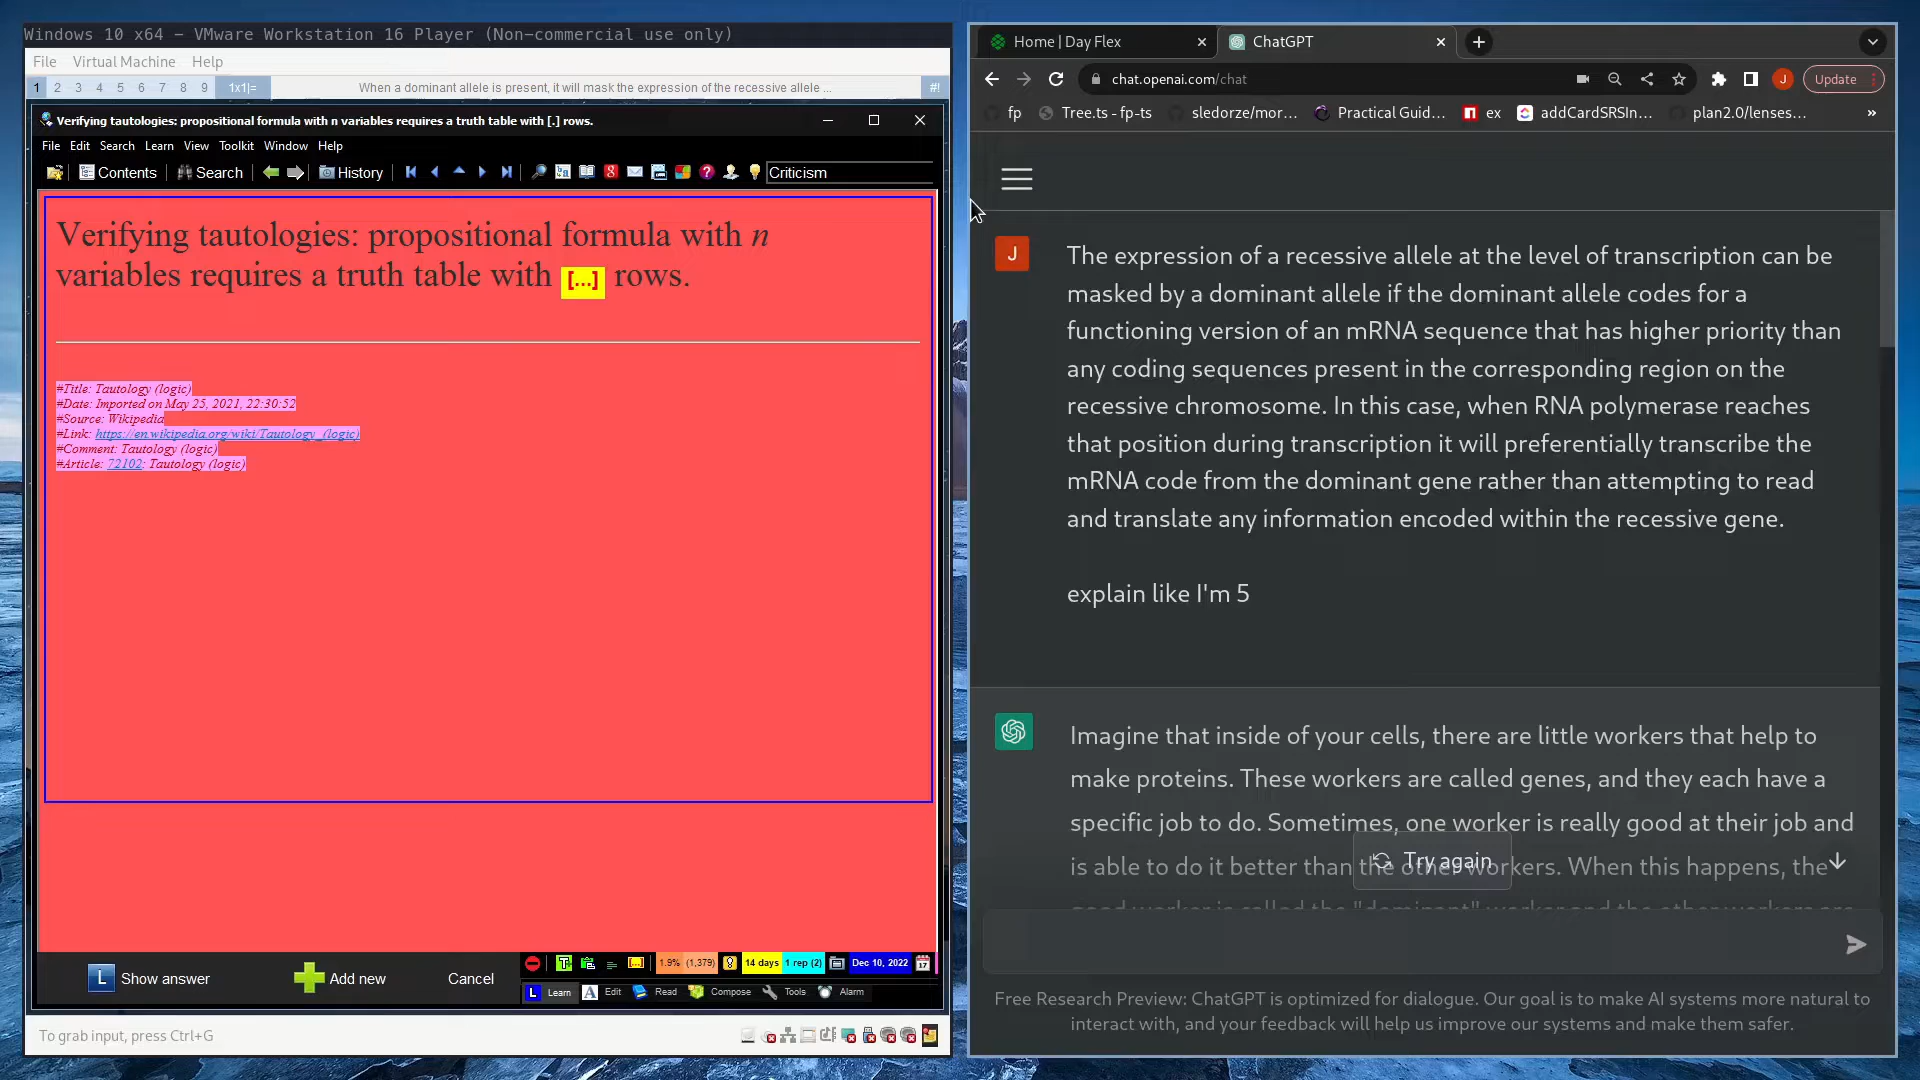 Windows 10 x64 - VMware Workstation 16 Player (Non-commercial use only)
File Virtual Machine Help
1 2 3 4 5 6 7 8 9 1x1|= When a dominant allele is present, it will mask the expression of the recessive allele ... #!
Verifying tautologies: propositional formula with n variables requires a truth table with [.] rows.
File Edit Search Learn View Toolkit Window Help
Contents Search History Criticism
Verifying tautologies: propositional formula with n
variables requires a truth table with [...] rows.
#Title: Tautology (logic)
#Date: Imported on May 25, 2021, 22:30:52
#Source: Wikipedia
#Link: https://en.wikipedia.org/wiki/Tautology_(logic)
#Comment: Tautology (logic)
#Article: 72102: Tautology (logic)
L Show answer Add new Cancel
1.9% (1,379) 14 days 1 rep (2) Dec 10, 2022 17
L Learn A Edit Read Compose Tools Alarm
To grab input, press Ctrl+G
Home | Day Flex ChatGPT
chat.openai.com/chat J Update
fp Tree.ts - fp-ts sledorze/mor... Practical Guid... ex addCardSRSIn... plan2.0/lenses... »
J
The expression of a recessive allele at the level of transcription can be
masked by a dominant allele if the dominant allele codes for a
functioning version of an mRNA sequence that has higher priority than
any coding sequences present in the corresponding region on the
recessive chromosome. In this case, when RNA polymerase reaches
that position during transcription it will preferentially transcribe the
mRNA code from the dominant gene rather than attempting to read
and translate any information encoded within the recessive gene.
explain like I'm 5
Imagine that inside of your cells, there are little workers that help to
make proteins. These workers are called genes, and they each have a
specific job to do. Sometimes, one worker is really good at their job and
is able to do it better than the other workers. When this happens, the
good worker is called the "dominant" worker and the other workers are
Try again
Free Research Preview: ChatGPT is optimized for dialogue. Our goal is to make AI systems more natural to
interact with, and your feedback will help us improve our systems and make them safer.